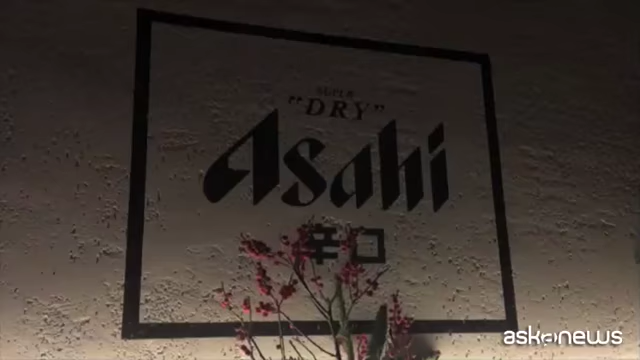 SUPER
"DRY"
Asahi
辛口
askanews